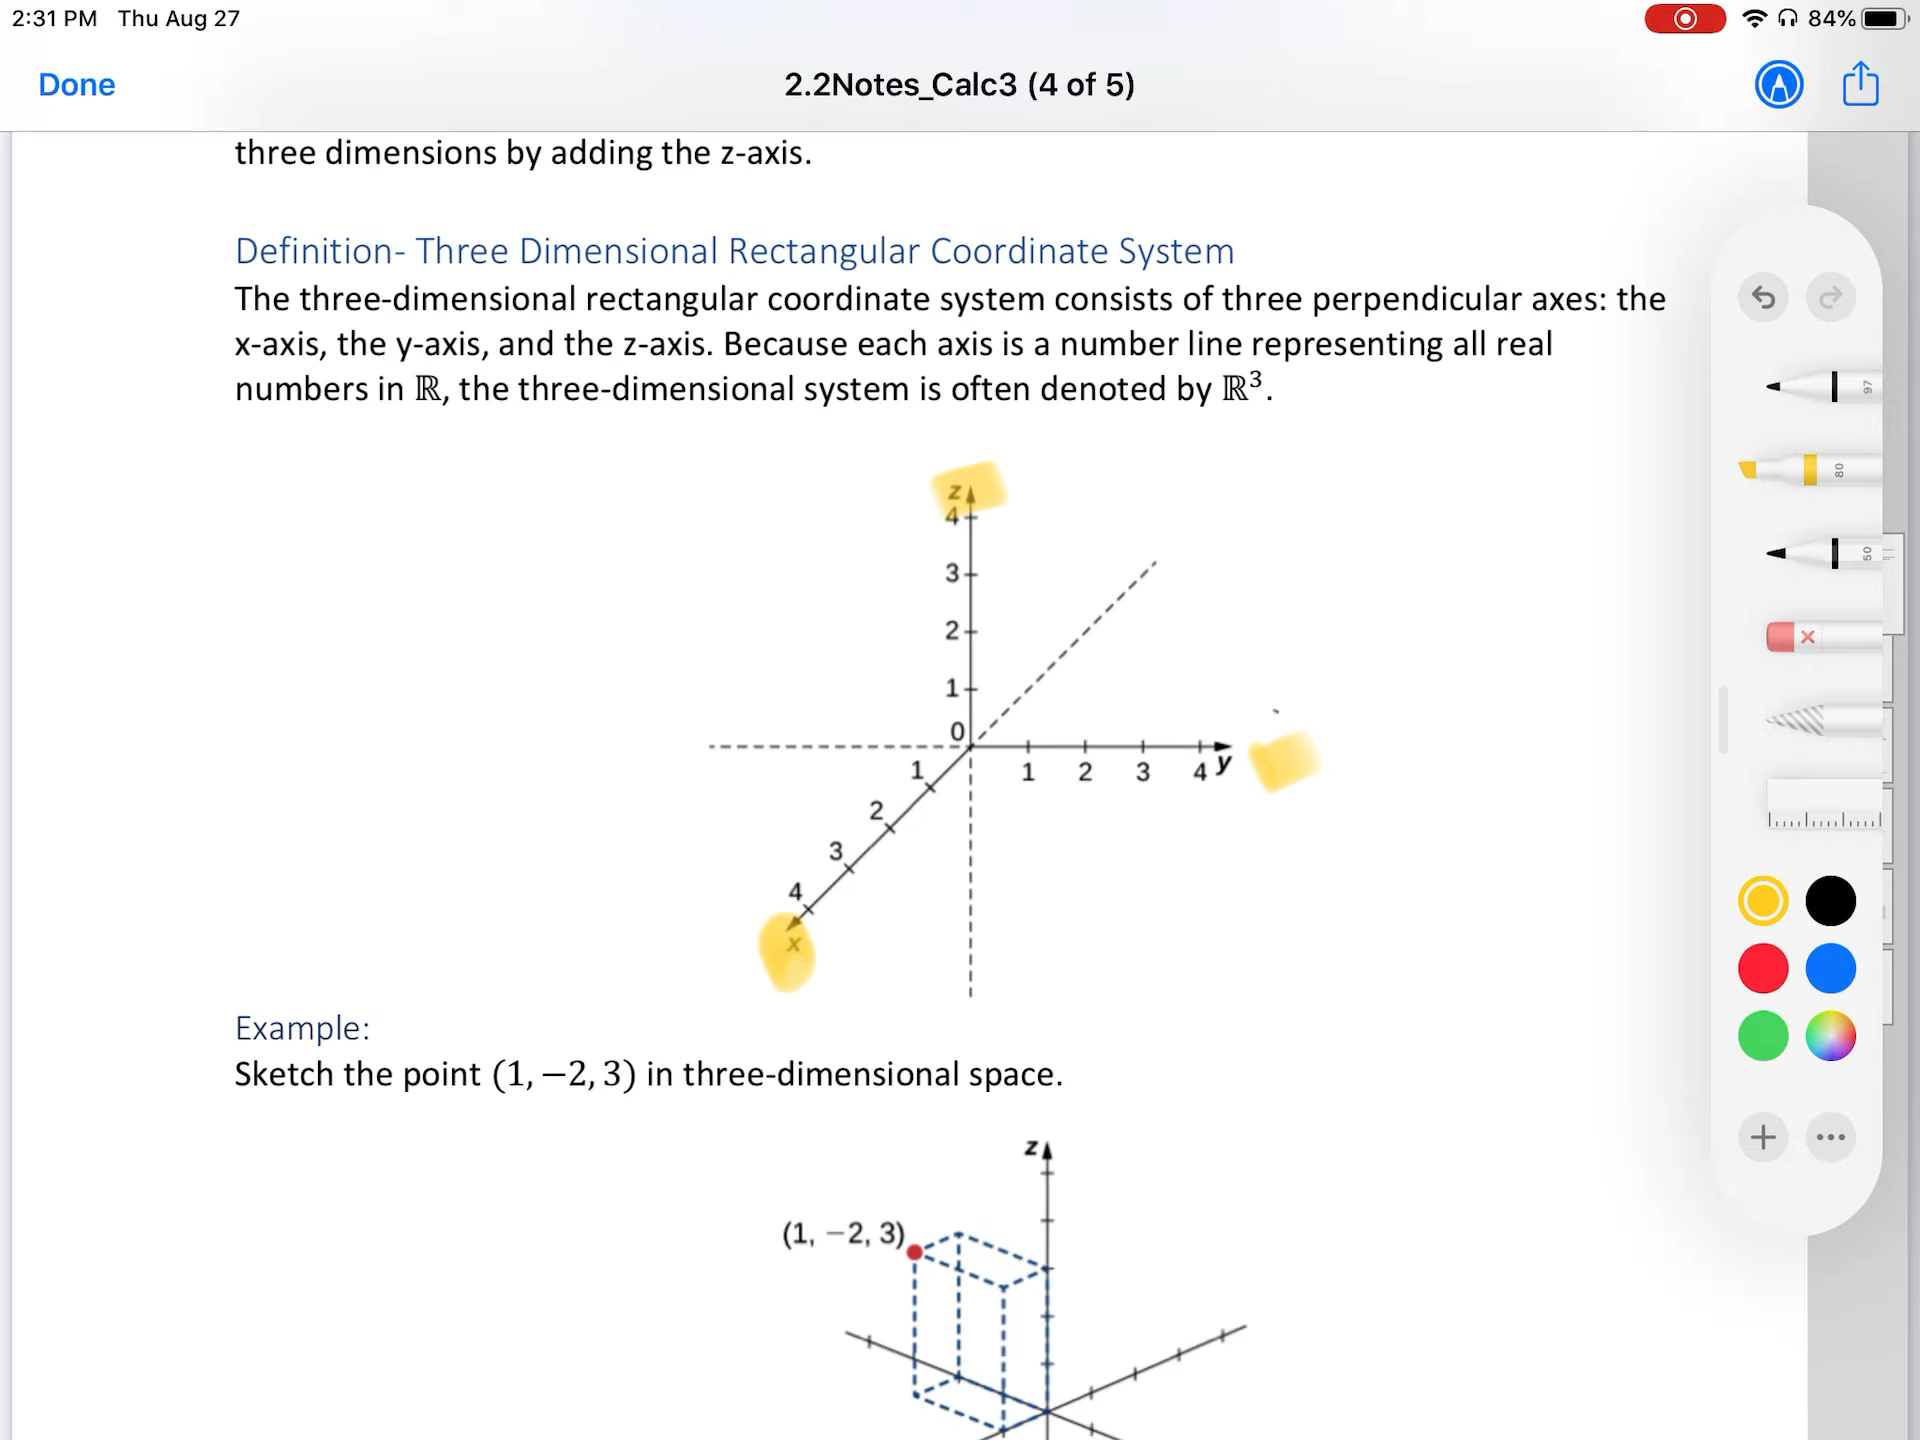 2:31 PM Thu Aug 27
84%
Done
2.2Notes_Calc3 (4 of 5)
three dimensions by adding the z-axis.
Definition- Three Dimensional Rectangular Coordinate System
The three-dimensional rectangular coordinate system consists of three perpendicular axes: the
x-axis, the y-axis, and the z-axis. Because each axis is a number line representing all real
numbers in ℝ, the three-dimensional system is often denoted by ℝ³.
z
4
3
2
1
0
1 2 3 4 y
1
2
3
4
x
Example:
Sketch the point (1, −2, 3) in three-dimensional space.
z
(1, −2, 3)
97
80
50